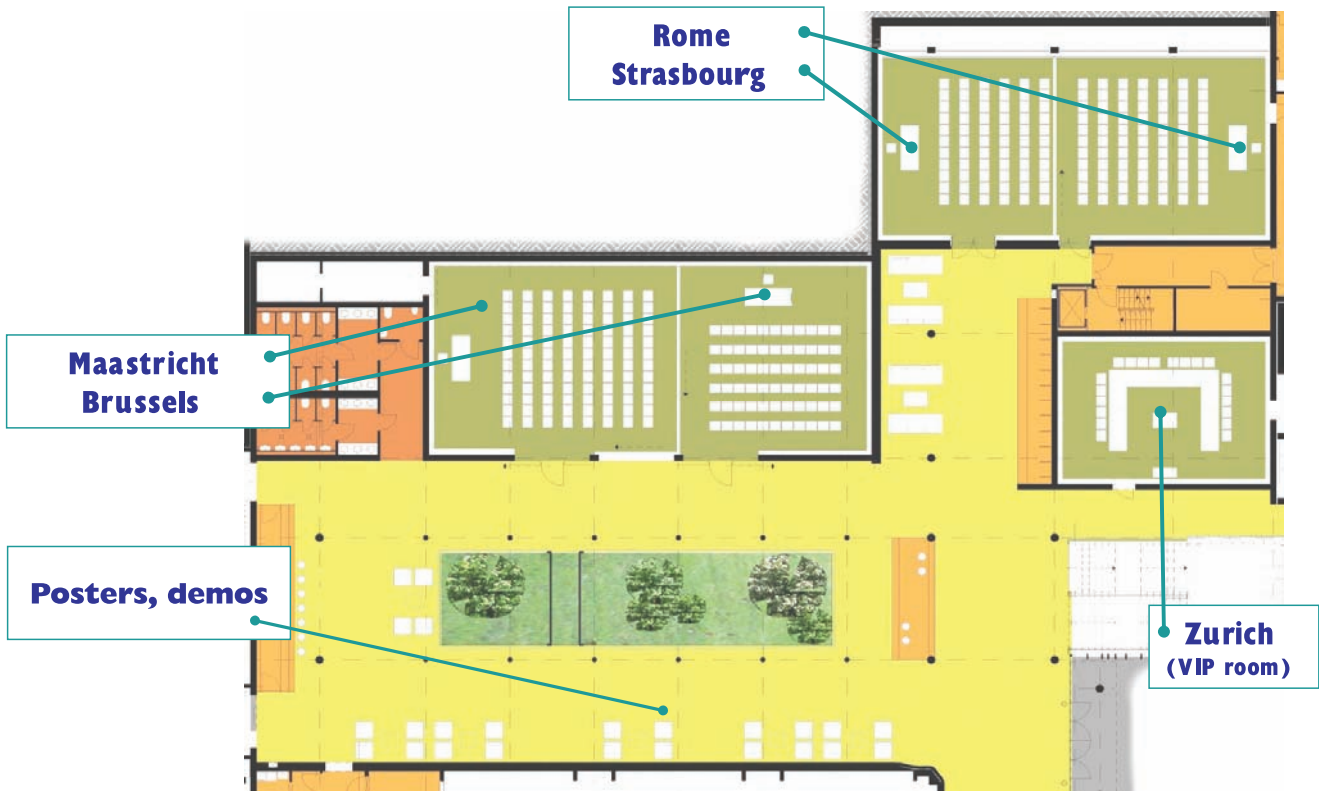 Rome
Strasbourg
Maastricht
Brussels
Posters, demos
Zurich
(VIP room)